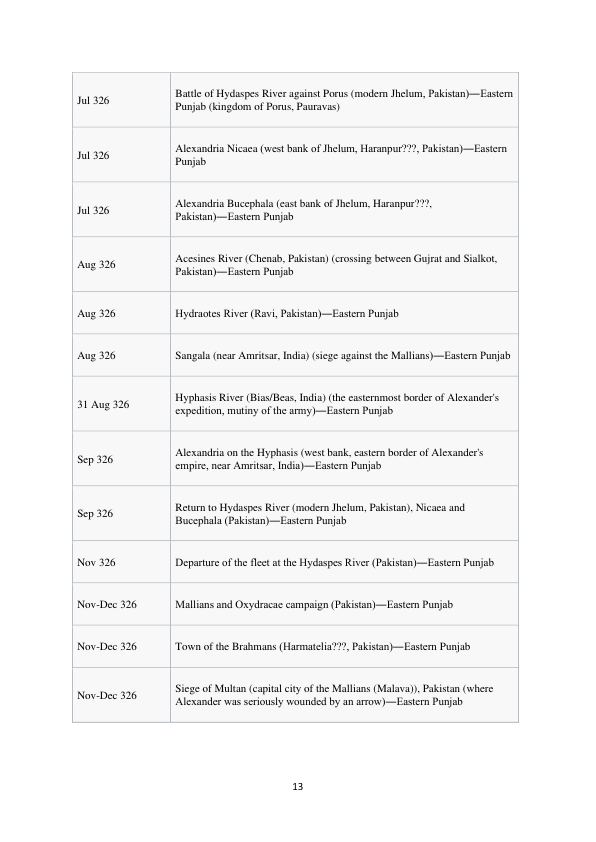 Jul 326
Battle of Hydaspes River against Porus (modern Jhelum, Pakistan)—Eastern
Punjab (kingdom of Porus, Pauravas)
Jul 326
Alexandria Nicaea (west bank of Jhelum, Haranpur???, Pakistan)—Eastern
Punjab
Jul 326
Alexandria Bucephala (east bank of Jhelum, Haranpur???,
Pakistan)—Eastern Punjab
Aug 326
Acesines River (Chenab, Pakistan) (crossing between Gujrat and Sialkot,
Pakistan)—Eastern Punjab
Aug 326
Hydraotes River (Ravi, Pakistan)—Eastern Punjab
Aug 326
Sangala (near Amritsar, India) (siege against the Mallians)—Eastern Punjab
31 Aug 326
Hyphasis River (Bias/Beas, India) (the easternmost border of Alexander's
expedition, mutiny of the army)—Eastern Punjab
Sep 326
Alexandria on the Hyphasis (west bank, eastern border of Alexander's
empire, near Amritsar, India)—Eastern Punjab
Sep 326
Return to Hydaspes River (modern Jhelum, Pakistan), Nicaea and
Bucephala (Pakistan)—Eastern Punjab
Nov 326
Departure of the fleet at the Hydaspes River (Pakistan)—Eastern Punjab
Nov-Dec 326
Mallians and Oxydracae campaign (Pakistan)—Eastern Punjab
Nov-Dec 326
Town of the Brahmans (Harmatelia???, Pakistan)—Eastern Punjab
Nov-Dec 326
Siege of Multan (capital city of the Mallians (Malava)), Pakistan (where
Alexander was seriously wounded by an arrow)—Eastern Punjab
13